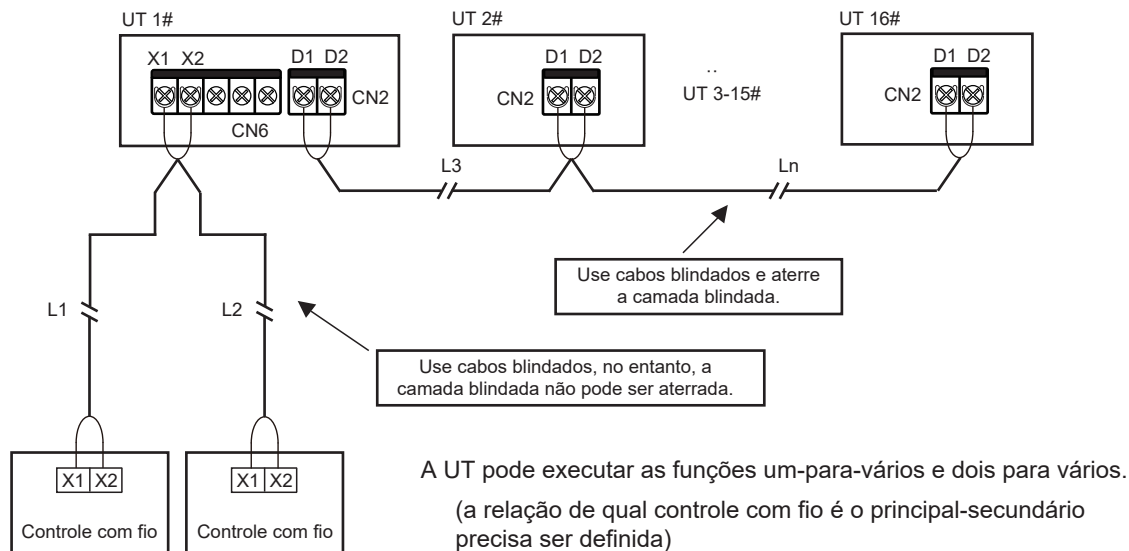 UT 1#
UT 2#
UT 16#
X1 X2
D1 D2
CN2
CN6
D1 D2
CN2
..
UT 3-15#
D1 D2
CN2
L3
Ln
Use cabos blindados e aterre
a camada blindada.
L1
L2
Use cabos blindados, no entanto, a
camada blindada não pode ser aterrada.
X1 X2
Controle com fio
X1 X2
Controle com fio
A UT pode executar as funções um-para-vários e dois para vários.
(a relação de qual controle com fio é o principal-secundário
precisa ser definida)